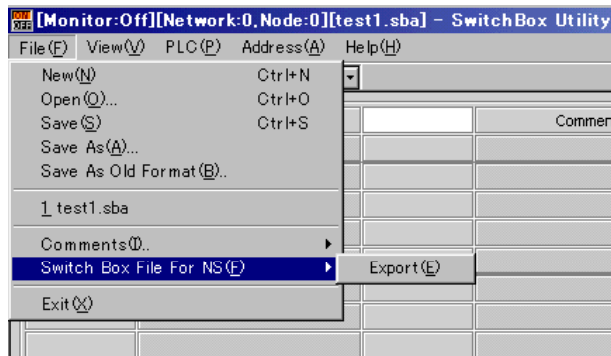 [Monitor:Off][Network:0,Node:0][test1.sba] - SwitchBox Utility
File(F) View(V) PLC(P) Address(A) Help(H)
New(N) Ctrl+N
Open(O)... Ctrl+O
Save(S) Ctrl+S
Save As(A)...
Save As Old Format(B)..
1 test1.sba
Comments(I)..
Switch Box File For NS(F)
Export(E)
Exit(X)